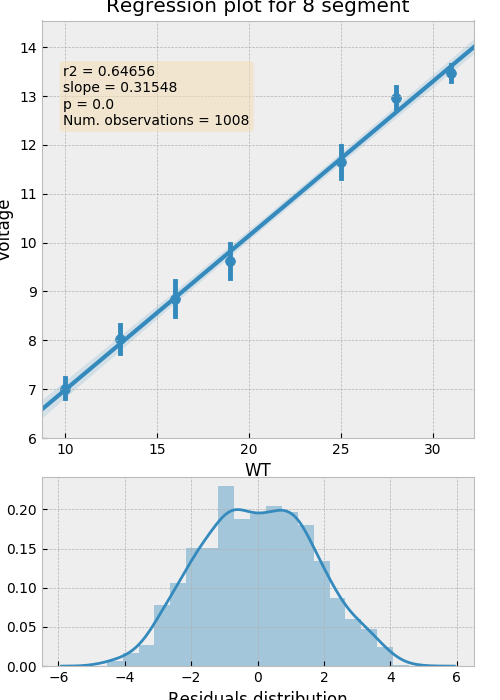 Regression plot for 8 segment
14
13
12
11
10
9
8
7
6
Voltage
r2 = 0.64656
slope = 0.31548
p = 0.0
Num. observations = 1008
10 15 20 25 30
WT
0.20
0.15
0.10
0.05
0.00
−6 −4 −2 0 2 4 6
Residuals distribution